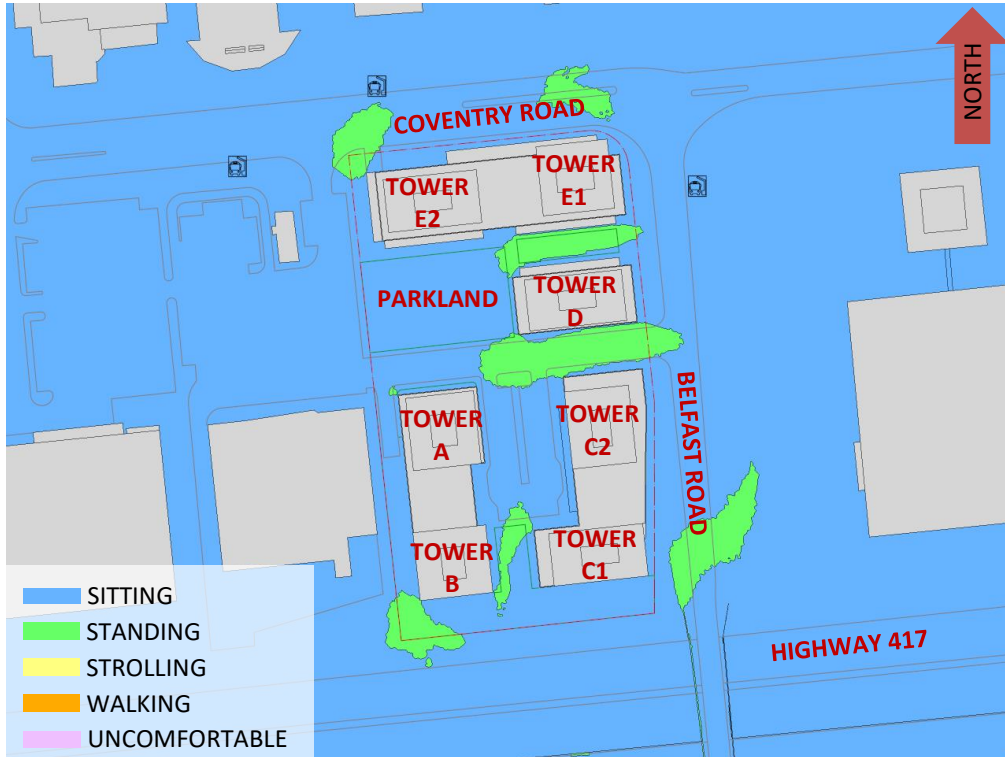 NORTH
COVENTRY ROAD
TOWER
E2
TOWER
E1
PARKLAND
TOWER
D
TOWER
A
TOWER
C2
BELFAST ROAD
TOWER
B
TOWER
C1
HIGHWAY 417
SITTING
STANDING
STROLLING
WALKING
UNCOMFORTABLE